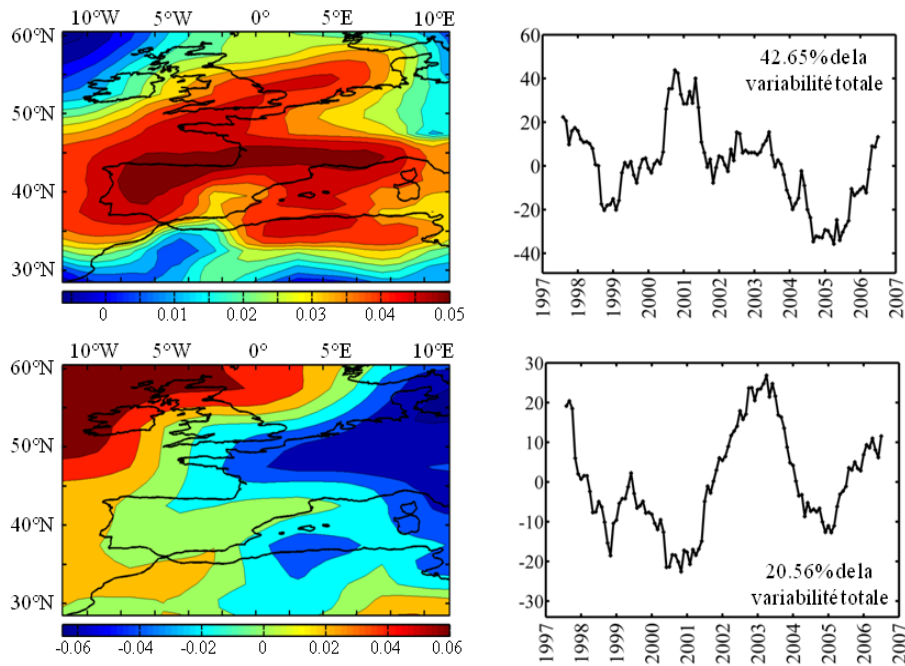 10°W 5°W 0° 5°E 10°E
60°N
50°N
40°N
30°N
0 0.01 0.02 0.03 0.04 0.05
42.65% de la
variabilité totale
40
20
0
-20
-40
1997 1998 1999 2000 2001 2002 2003 2004 2005 2006 2007
10°W 5°W 0° 5°E 10°E
60°N
50°N
40°N
30°N
-0.06 -0.04 -0.02 0 0.02 0.04 0.06
30
20
10
0
-10
-20
-30
20.56% de la
variabilité totale
1997 1998 1999 2000 2001 2002 2003 2004 2005 2006 2007